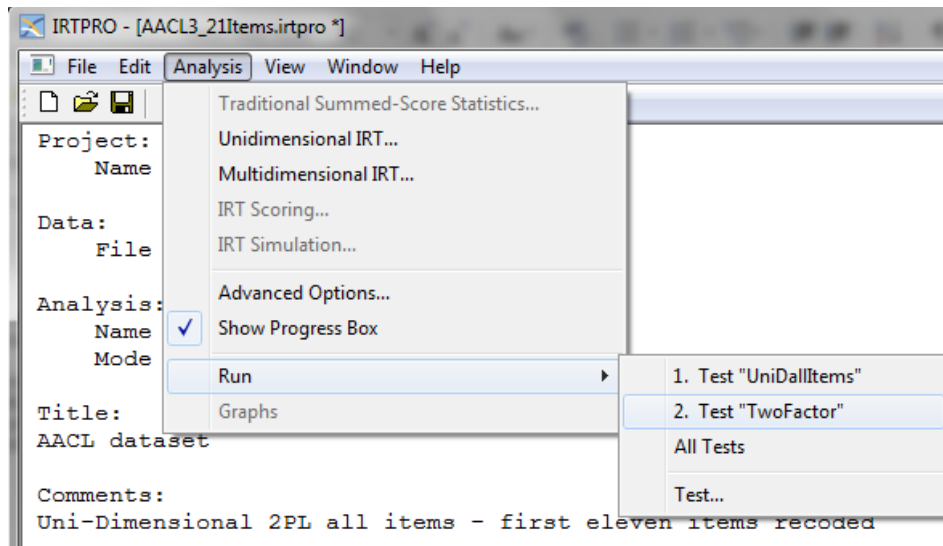 IRTPRO - [AACL3_21Items.irtpro *]
File Edit Analysis View Window Help
Traditional Summed-Score Statistics...
Project:
Unidimensional IRT...
Name
Multidimensional IRT...
IRT Scoring...
Data:
File
IRT Simulation...
Advanced Options...
Analysis:
Name
Show Progress Box
Mode
Run
1. Test "UniDallItems"
Title:
Graphs
2. Test "TwoFactor"
AACL dataset
All Tests
Comments:
Test...
Uni-Dimensional 2PL all items - first eleven items recoded